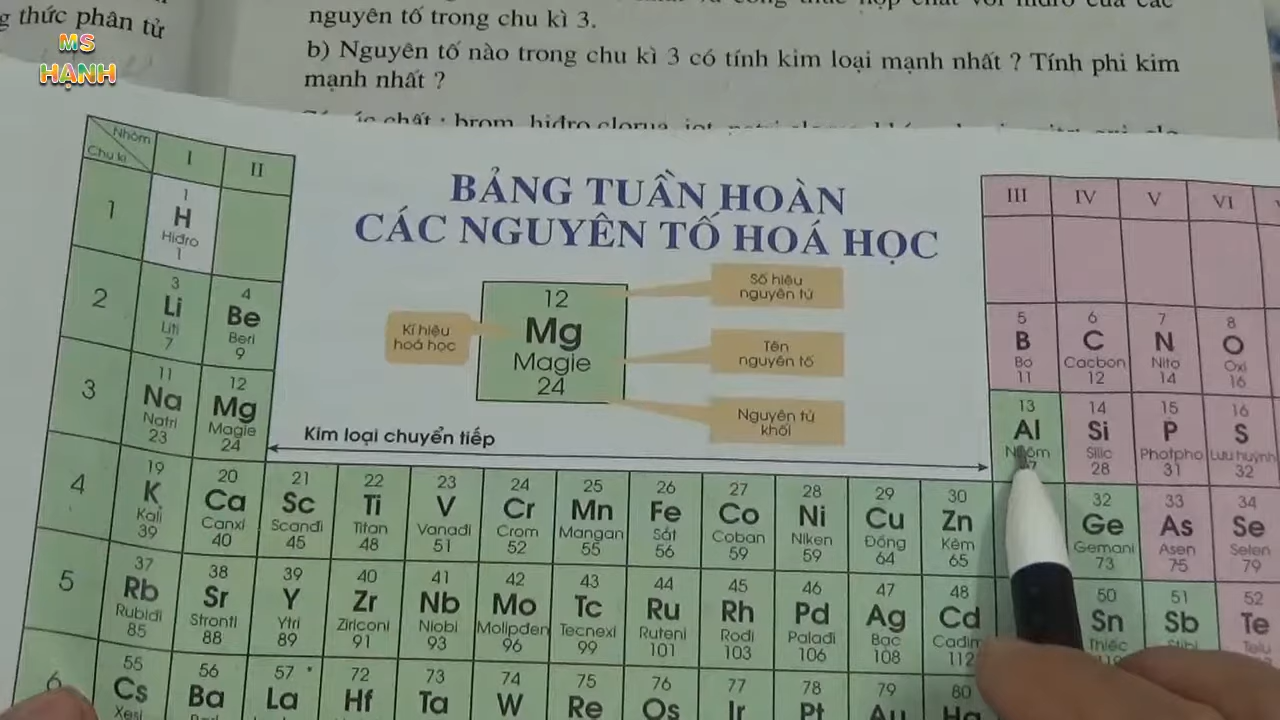 g thức phân tử
MS
HẠNH
nguyên tố trong chu kì 3.
b) Nguyên tố nào trong chu kì 3 có tính kim loại mạnh nhất ? Tính phi kim
mạnh nhất ?
Nhóm
Chu kì
I
II
III
IV
V
VI
BẢNG TUẦN HOÀN
CÁC NGUYÊN TỐ HOÁ HỌC
12
Mg
Magie
24
Kí hiệu
hoá học
Số hiệu
nguyên tử
Tên
nguyên tố
Nguyên tử
khối
Kim loại chuyển tiếp
1
1
H
Hiđro
1
2
3
Li
Liti
7
4
Be
Beri
9
5
B
Bo
11
6
C
Cacbon
12
7
N
Nitơ
14
8
O
Oxi
16
3
11
Na
Natri
23
12
Mg
Magie
24
13
Al
14
Si
Silic
28
15
P
Photpho
31
16
S
Lưu huỳnh
32
4
19
K
Kali
39
20
Ca
Canxi
40
21
Sc
Scanđi
45
22
Ti
Titan
48
23
V
Vanađi
51
24
Cr
Crom
52
25
Mn
Mangan
55
26
Fe
Sắt
56
27
Co
Coban
59
28
Ni
Niken
59
29
Cu
Đồng
64
30
Zn
Kẽm
65
32
Ge
Gemani
73
33
As
Asen
75
34
Se
Selen
79
5
37
Rb
Rubiđi
85
38
Sr
Stronti
88
39
Y
Ytri
89
40
Zr
Ziriconi
91
41
Nb
Niobi
93
42
Mo
Molipđen
96
43
Tc
Tecnexi
99
44
Ru
Ruteni
101
45
Rh
Rođi
103
46
Pd
Palađi
106
47
Ag
Bạc
108
48
Cd
112
50
Sn
Thiếc
51
Sb
52
Te
Telu
6
55
Cs
56
Ba
57 *
La
72
Hf
73
Ta
74
W
75
Re
76
Os
77
Ir
78
Pt
79
Au
80
Hg